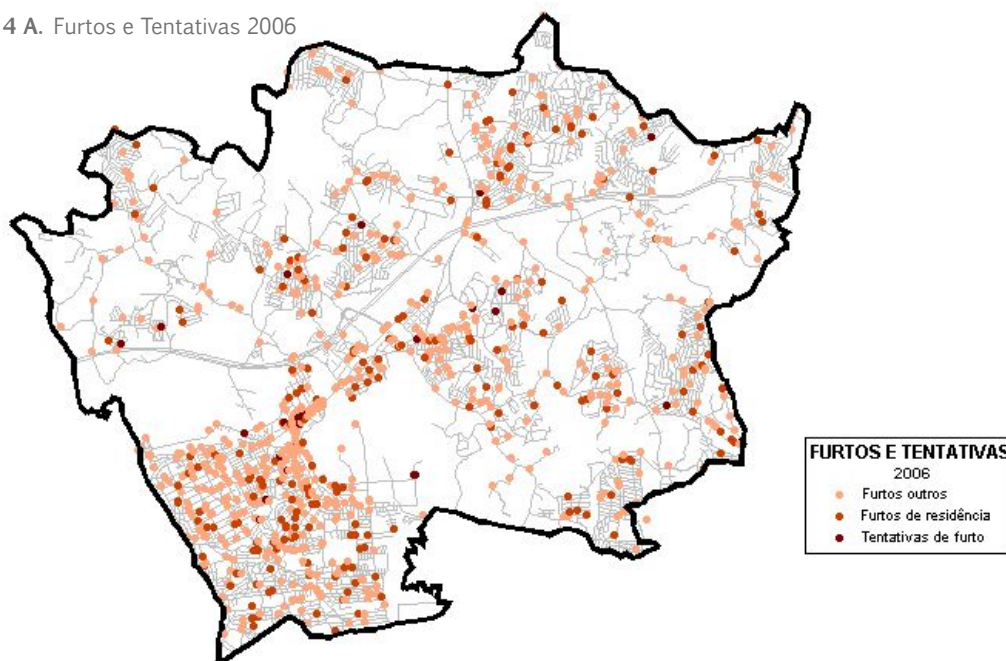 4 A. Furtos e Tentativas 2006
FURTOS E TENTATIVAS
2006
Furtos outros
Furtos de residência
Tentativas de furto